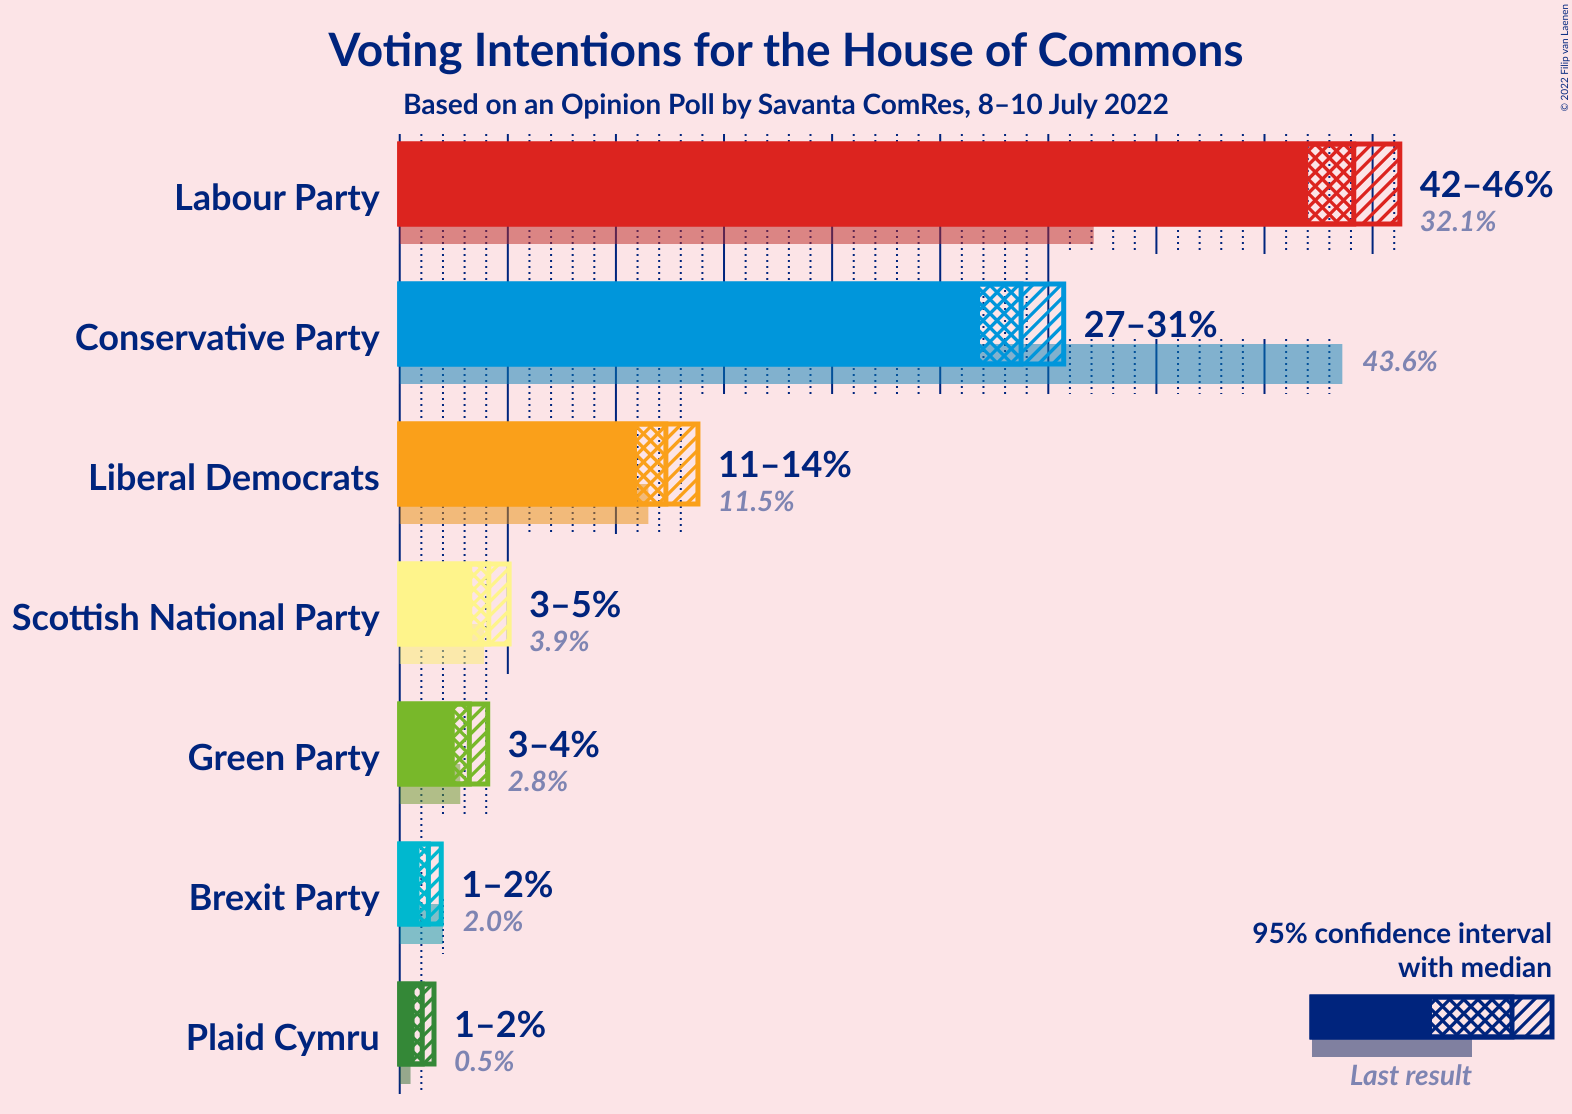 Voting Intentions for the House of Commons
Based on an Opinion Poll by Savanta ComRes, 8–10 July 2022
© 2022 Filip van Laenen
Labour Party
42–46%
32.1%
Conservative Party
27–31%
43.6%
Liberal Democrats
11–14%
11.5%
Scottish National Party
3–5%
3.9%
Green Party
3–4%
2.8%
Brexit Party
1–2%
2.0%
Plaid Cymru
1–2%
0.5%
95% confidence interval
with median
Last result